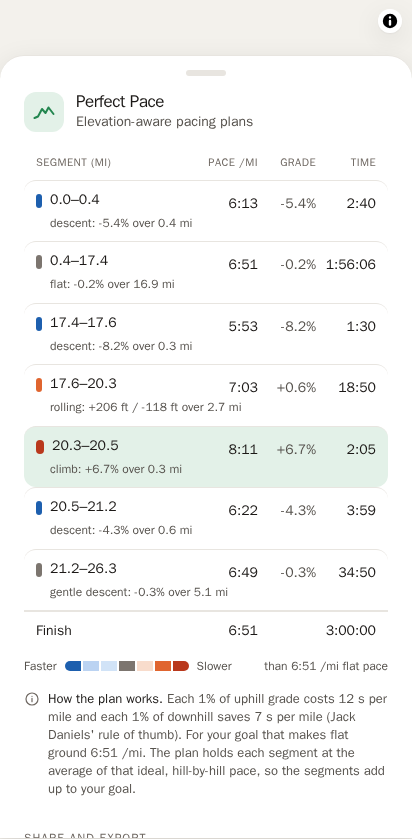 Perfect Pace
Elevation-aware pacing plans
SEGMENT (MI) PACE /MI GRADE TIME
0.0–0.4 6:13 -5.4% 2:40
descent: -5.4% over 0.4 mi
0.4–17.4 6:51 -0.2% 1:56:06
flat: -0.2% over 16.9 mi
17.4–17.6 5:53 -8.2% 1:30
descent: -8.2% over 0.3 mi
17.6–20.3 7:03 +0.6% 18:50
rolling: +206 ft / -118 ft over 2.7 mi
20.3–20.5 8:11 +6.7% 2:05
climb: +6.7% over 0.3 mi
20.5–21.2 6:22 -4.3% 3:59
descent: -4.3% over 0.6 mi
21.2–26.3 6:49 -0.3% 34:50
gentle descent: -0.3% over 5.1 mi
Finish 6:51 3:00:00
Faster Slower than 6:51 /mi flat pace
How the plan works. Each 1% of uphill grade costs 12 s per
mile and each 1% of downhill saves 7 s per mile (Jack
Daniels' rule of thumb). For your goal that makes flat
ground 6:51 /mi. The plan holds each segment at the
average of that ideal, hill-by-hill pace, so the segments add
up to your goal.
SHARE AND EXPORT